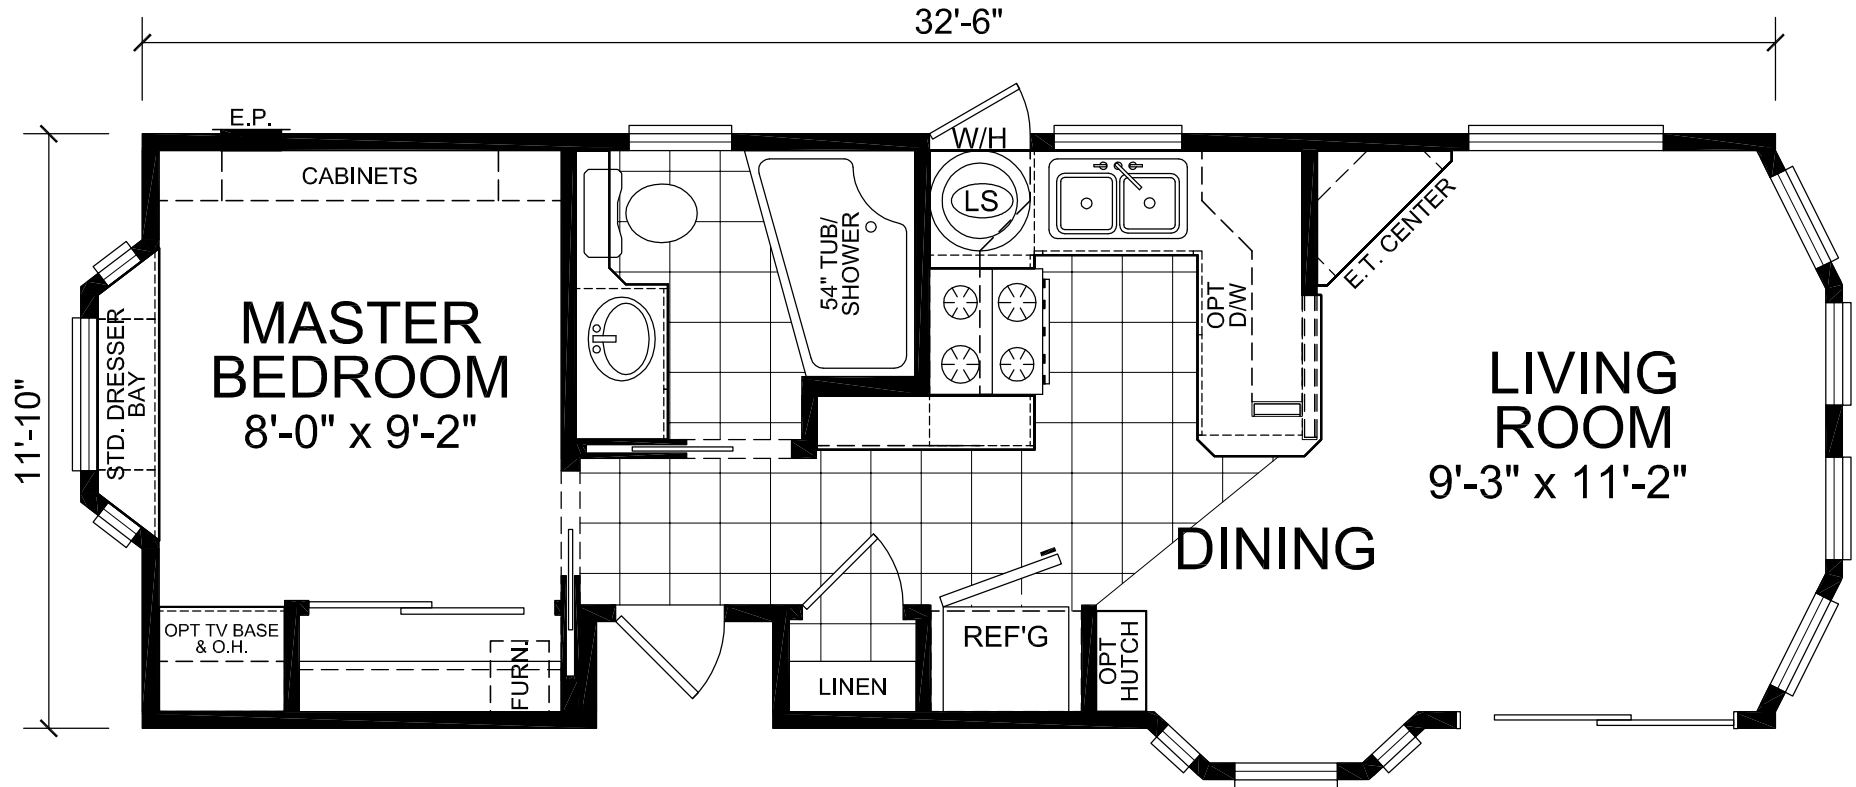 32'-6"
E.P.
W/H
CABINETS
LS
54" TUB/
SHOWER
E.T. CENTER
OPT
D/W
STD. DRESSER
BAY
MASTER
BEDROOM
8'-0" x 9'-2"
11'-10"
LIVING
ROOM
9'-3" x 11'-2"
DINING
OPT TV BASE
& O.H.
FURN.
LINEN
REF'G
OPT
HUTCH